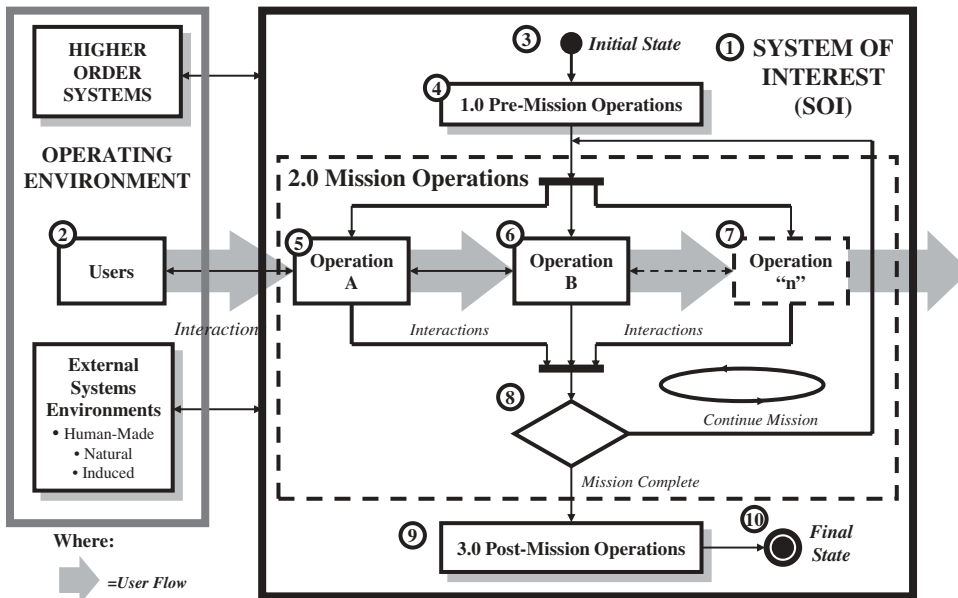 HIGHER
ORDER
SYSTEMS
OPERATING
ENVIRONMENT
2
Users
Interactions
External
Systems
Environments
• Human-Made
• Natural
• Induced
Where:
=User Flow
1 SYSTEM OF
INTEREST
(SOI)
3 Initial State
4
1.0 Pre-Mission Operations
2.0 Mission Operations
5
Operation
A
6
Operation
B
7
Operation
“n”
Interactions
Interactions
8
Continue Mission
Mission Complete
9
3.0 Post-Mission Operations
10
Final
State